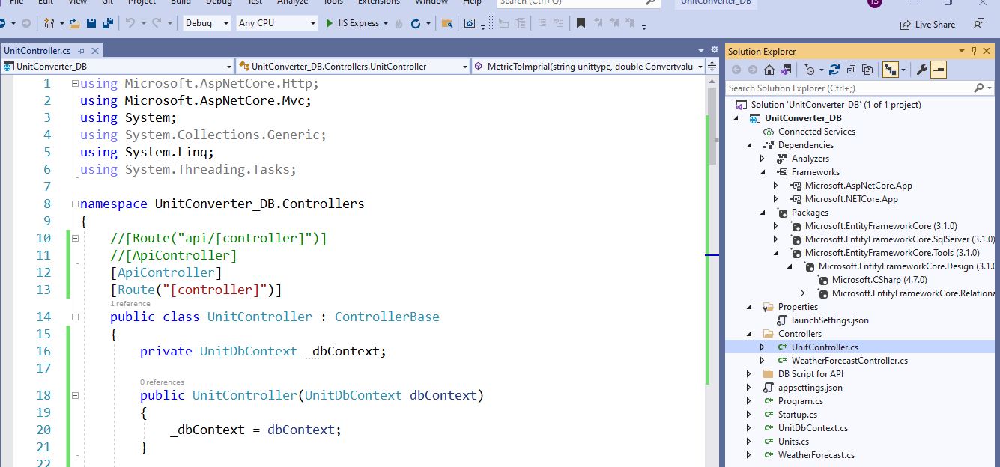 File Edit View Git Project Build Debug Test Analyze Tools Extensions Window Help Search (Ctrl+Q) UnitConverter_DB TS
Debug Any CPU IIS Express Live Share
UnitController.cs
UnitConverter_DB UnitConverter_DB.Controllers.UnitController MetricToImprial(string unittype, double Convertvalu
1 using Microsoft.AspNetCore.Http;
2 using Microsoft.AspNetCore.Mvc;
3 using System;
4 using System.Collections.Generic;
5 using System.Linq;
6 using System.Threading.Tasks;
7
8 namespace UnitConverter_DB.Controllers
9 {
10 //[Route("api/[controller]")]
11 //[ApiController]
12 [ApiController]
13 [Route("[controller]")]
1 reference
14 public class UnitController : ControllerBase
15 {
16 private UnitDbContext _dbContext;
17
0 references
18 public UnitController(UnitDbContext dbContext)
19 {
20 _dbContext = dbContext;
21 }
22
Solution Explorer
Search Solution Explorer (Ctrl+;)
Solution 'UnitConverter_DB' (1 of 1 project)
UnitConverter_DB
Connected Services
Dependencies
Analyzers
Frameworks
Microsoft.AspNetCore.App
Microsoft.NETCore.App
Packages
Microsoft.EntityFrameworkCore (3.1.0)
Microsoft.EntityFrameworkCore.SqlServer (3.1.0)
Microsoft.EntityFrameworkCore.Tools (3.1.0)
Microsoft.EntityFrameworkCore.Design (3.1.0
Microsoft.CSharp (4.7.0)
Microsoft.EntityFrameworkCore.Relationa
Properties
launchSettings.json
Controllers
C# UnitController.cs
C# WeatherForecastController.cs
DB Script for API
appsettings.json
C# Program.cs
C# Startup.cs
C# UnitDbContext.cs
C# Units.cs
C# WeatherForecast.cs